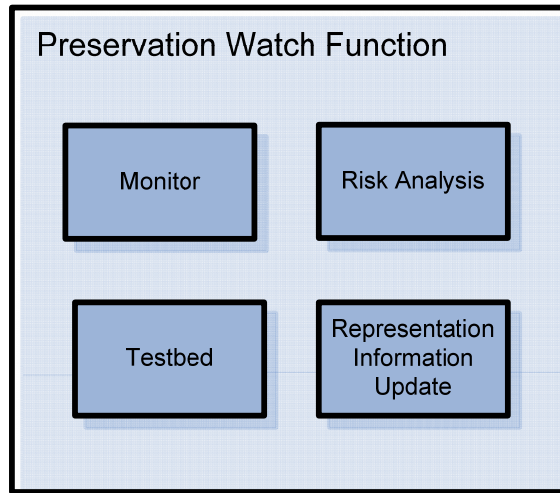 Preservation Watch Function
Monitor
Risk Analysis
Testbed
Representation
Information
Update